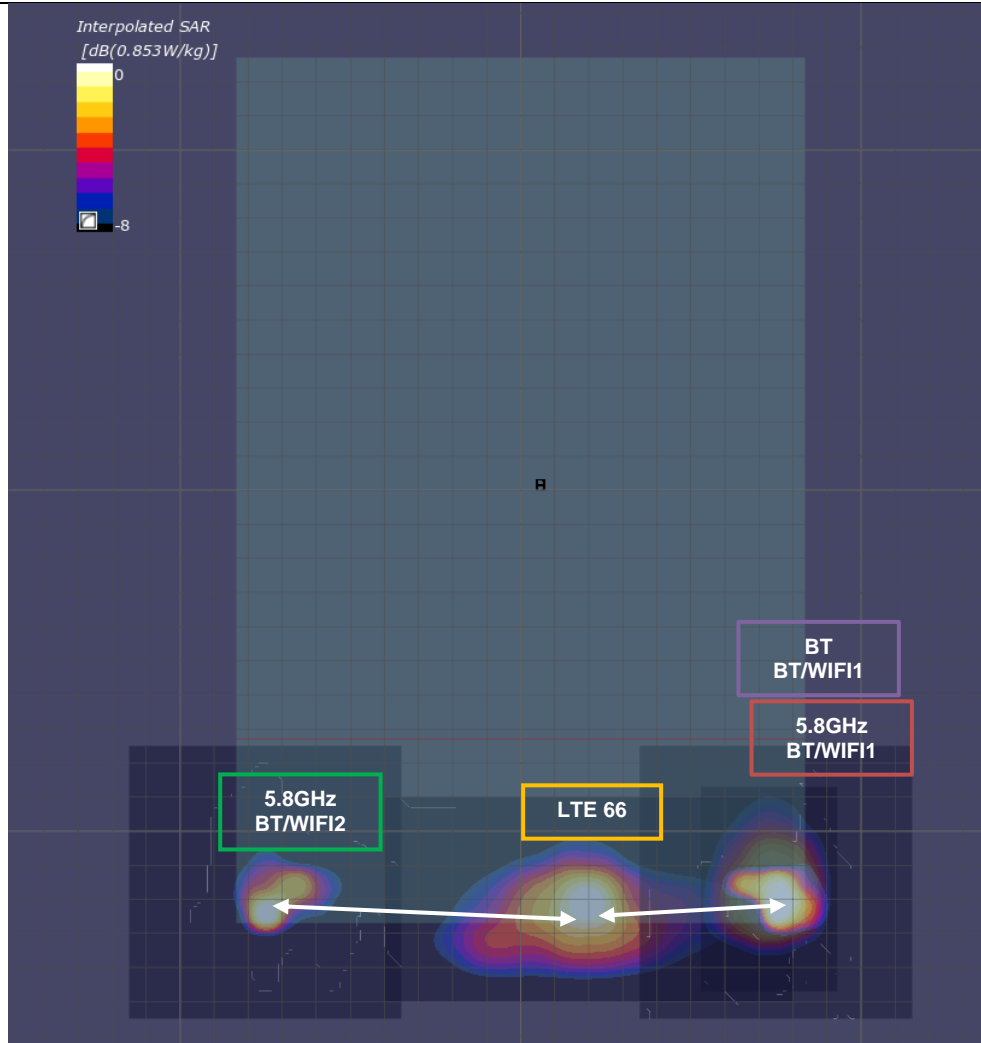 Interpolated SAR
[dB(0.853W/kg)]
0
-8
BT
BT/WIFI1
5.8GHz
BT/WIFI1
5.8GHz
BT/WIFI2
LTE 66